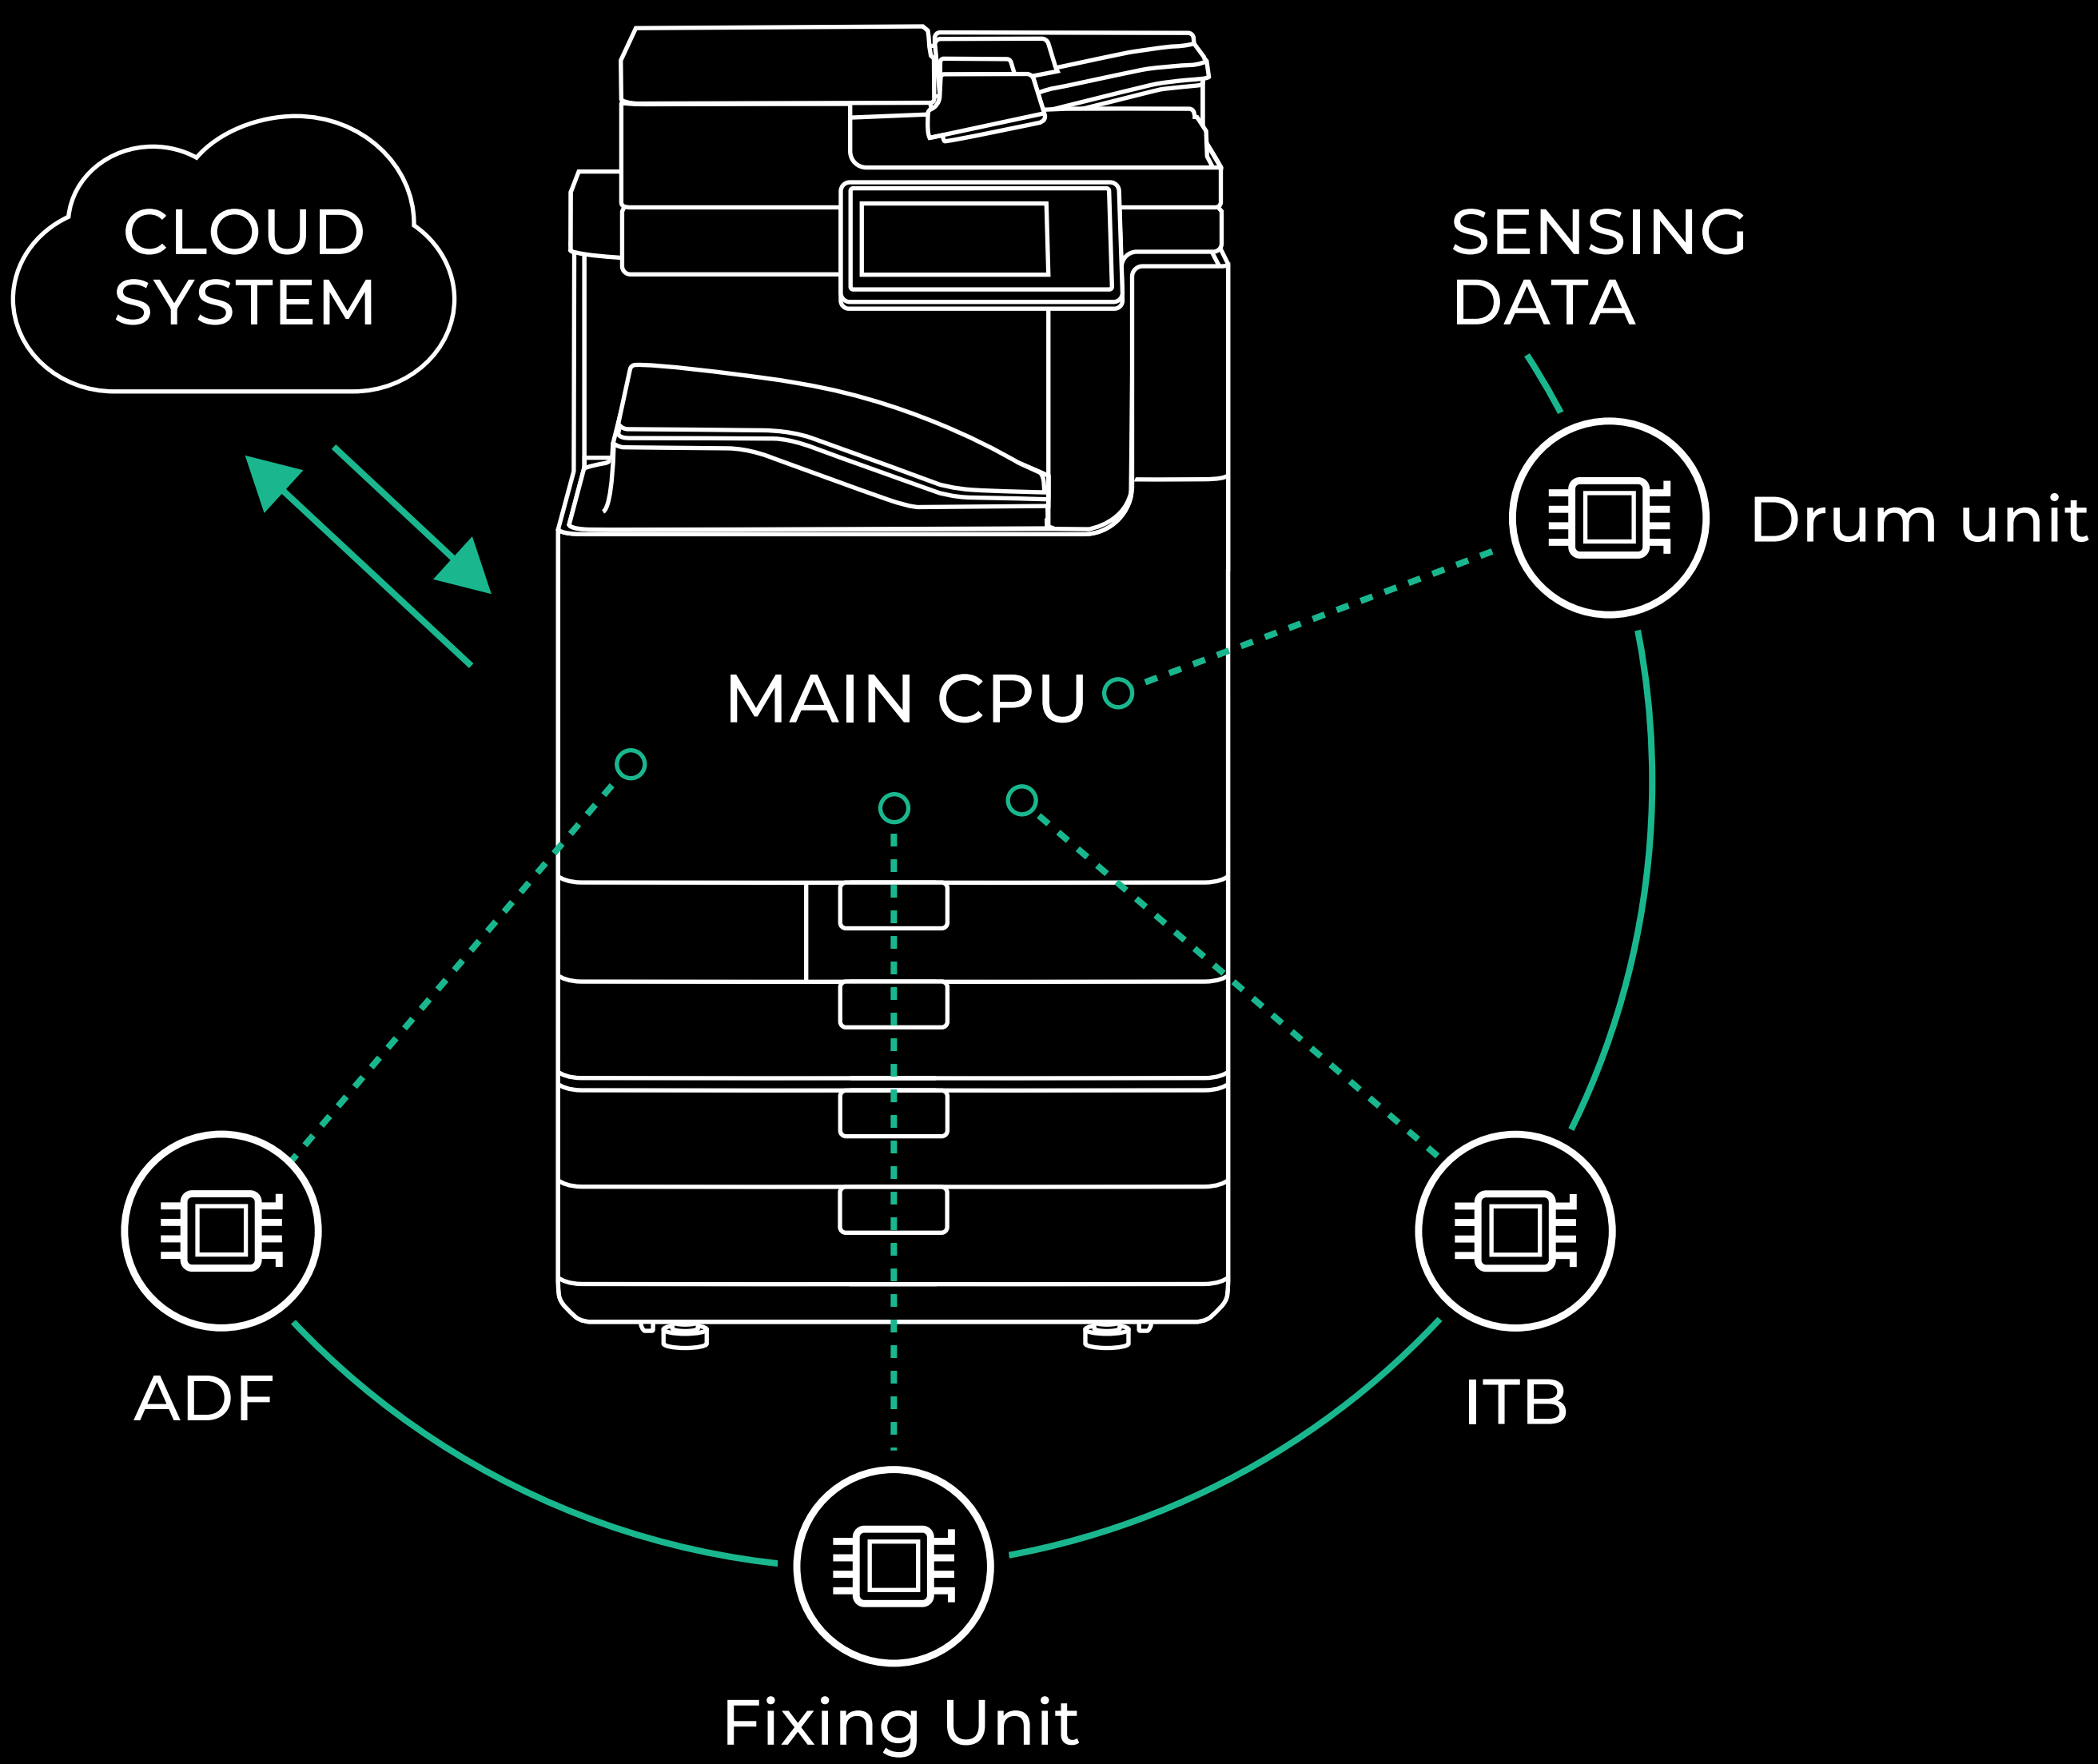 CLOUD
SYSTEM
SENSING
DATA
Drum unit
MAIN CPU
ADF
ITB
Fixing Unit